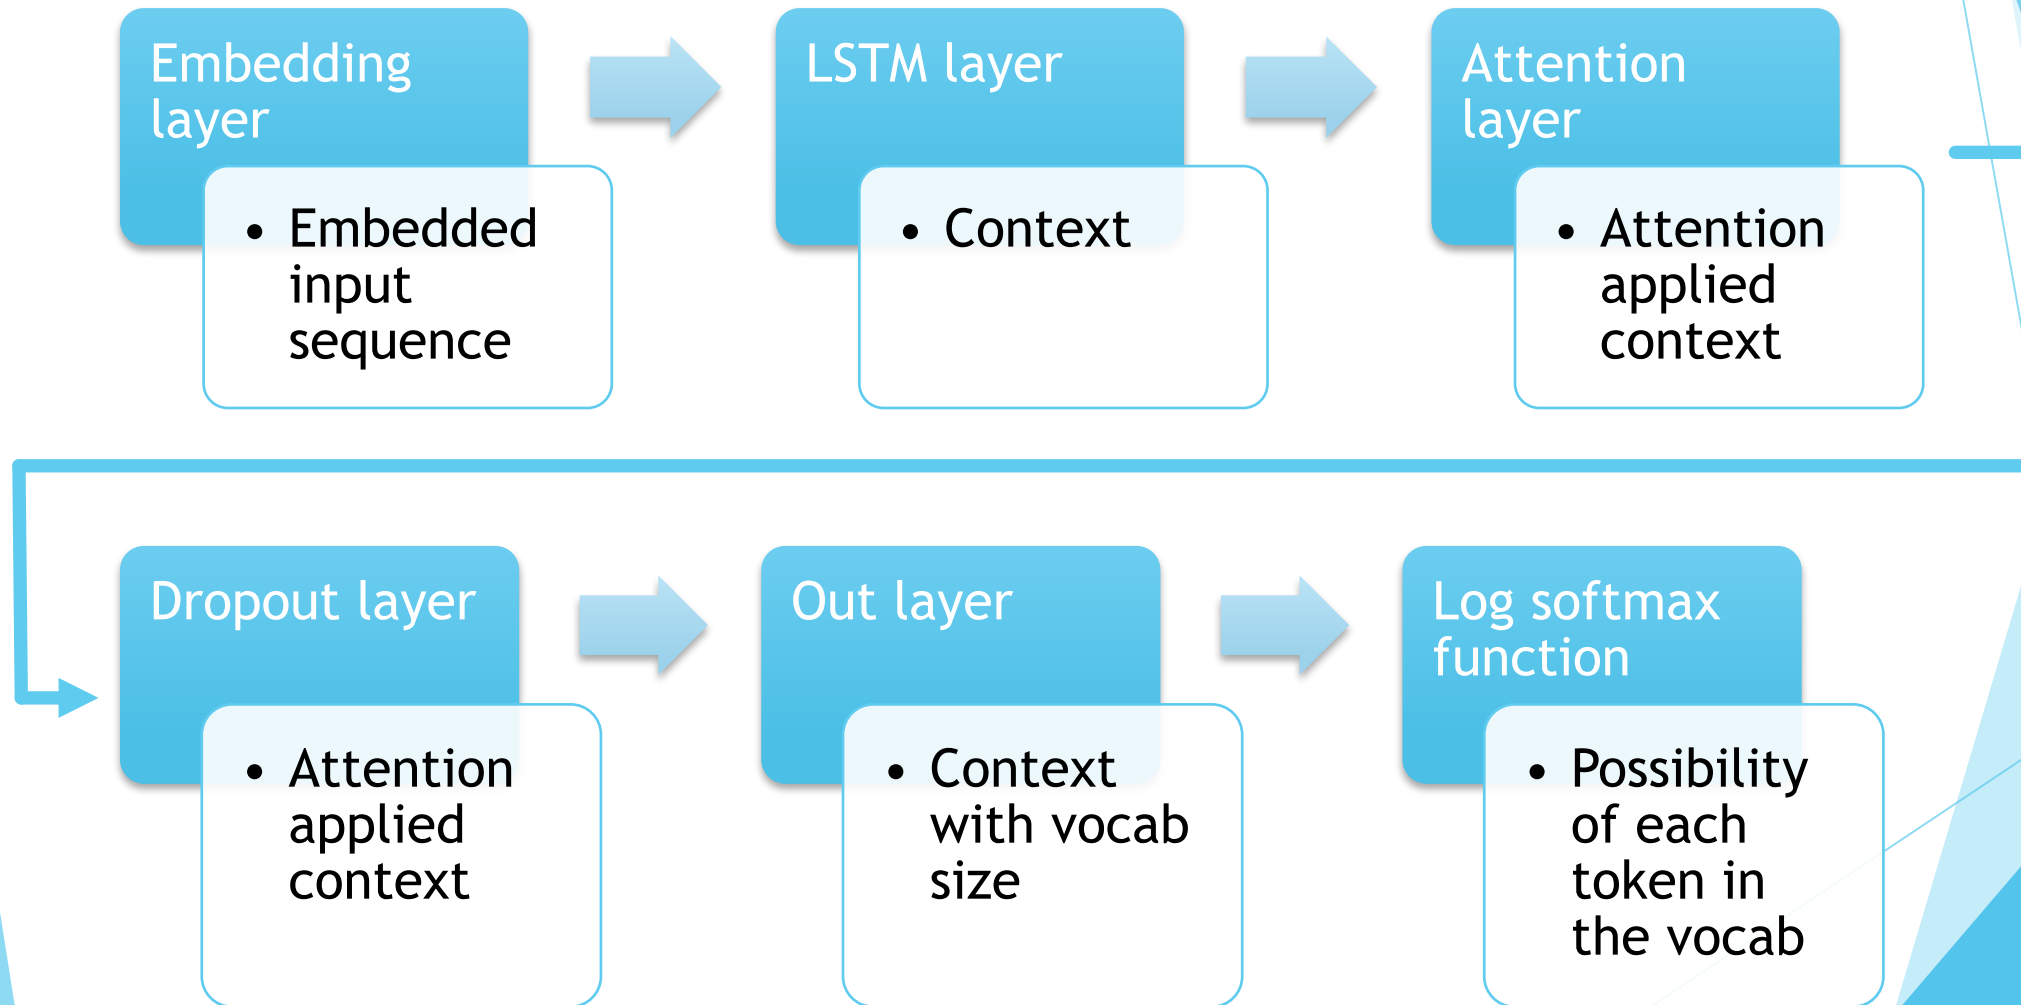 Embedding
layer
• Embedded
input
sequence
LSTM layer
• Context
Attention
layer
• Attention
applied
context
Dropout layer
• Attention
applied
context
Out layer
• Context
with vocab
size
Log softmax
function
• Possibility
of each
token in
the vocab